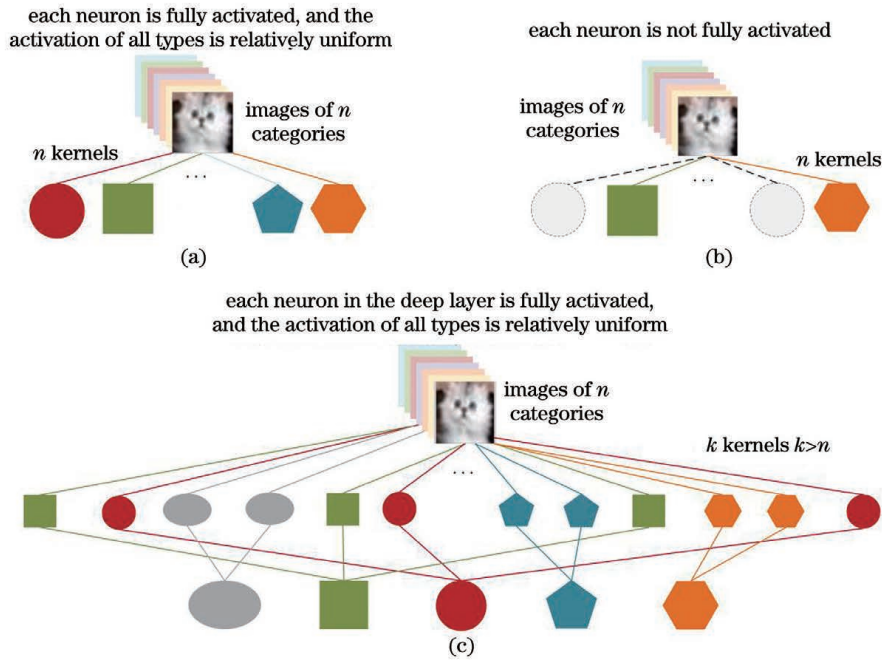 each neuron is fully activated, and the
activation of all types is relatively uniform
images of n
categories
n kernels
...
(a)
each neuron is not fully activated
images of n
categories
n kernels
...
(b)
each neuron in the deep layer is fully activated,
and the activation of all types is relatively uniform
images of n
categories
k kernels k>n
...
(c)